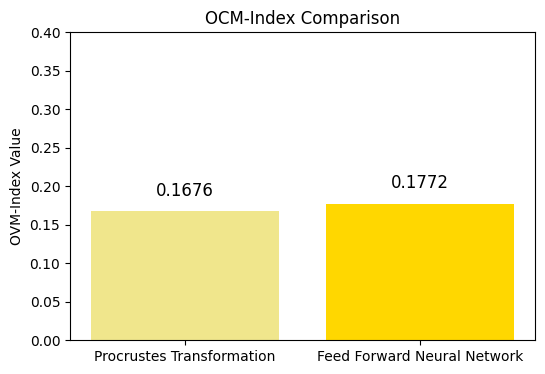 OCM-Index Comparison
OVM-Index Value
0.40
0.35
0.30
0.25
0.20
0.15
0.10
0.05
0.00
0.1676
0.1772
Procrustes Transformation
Feed Forward Neural Network